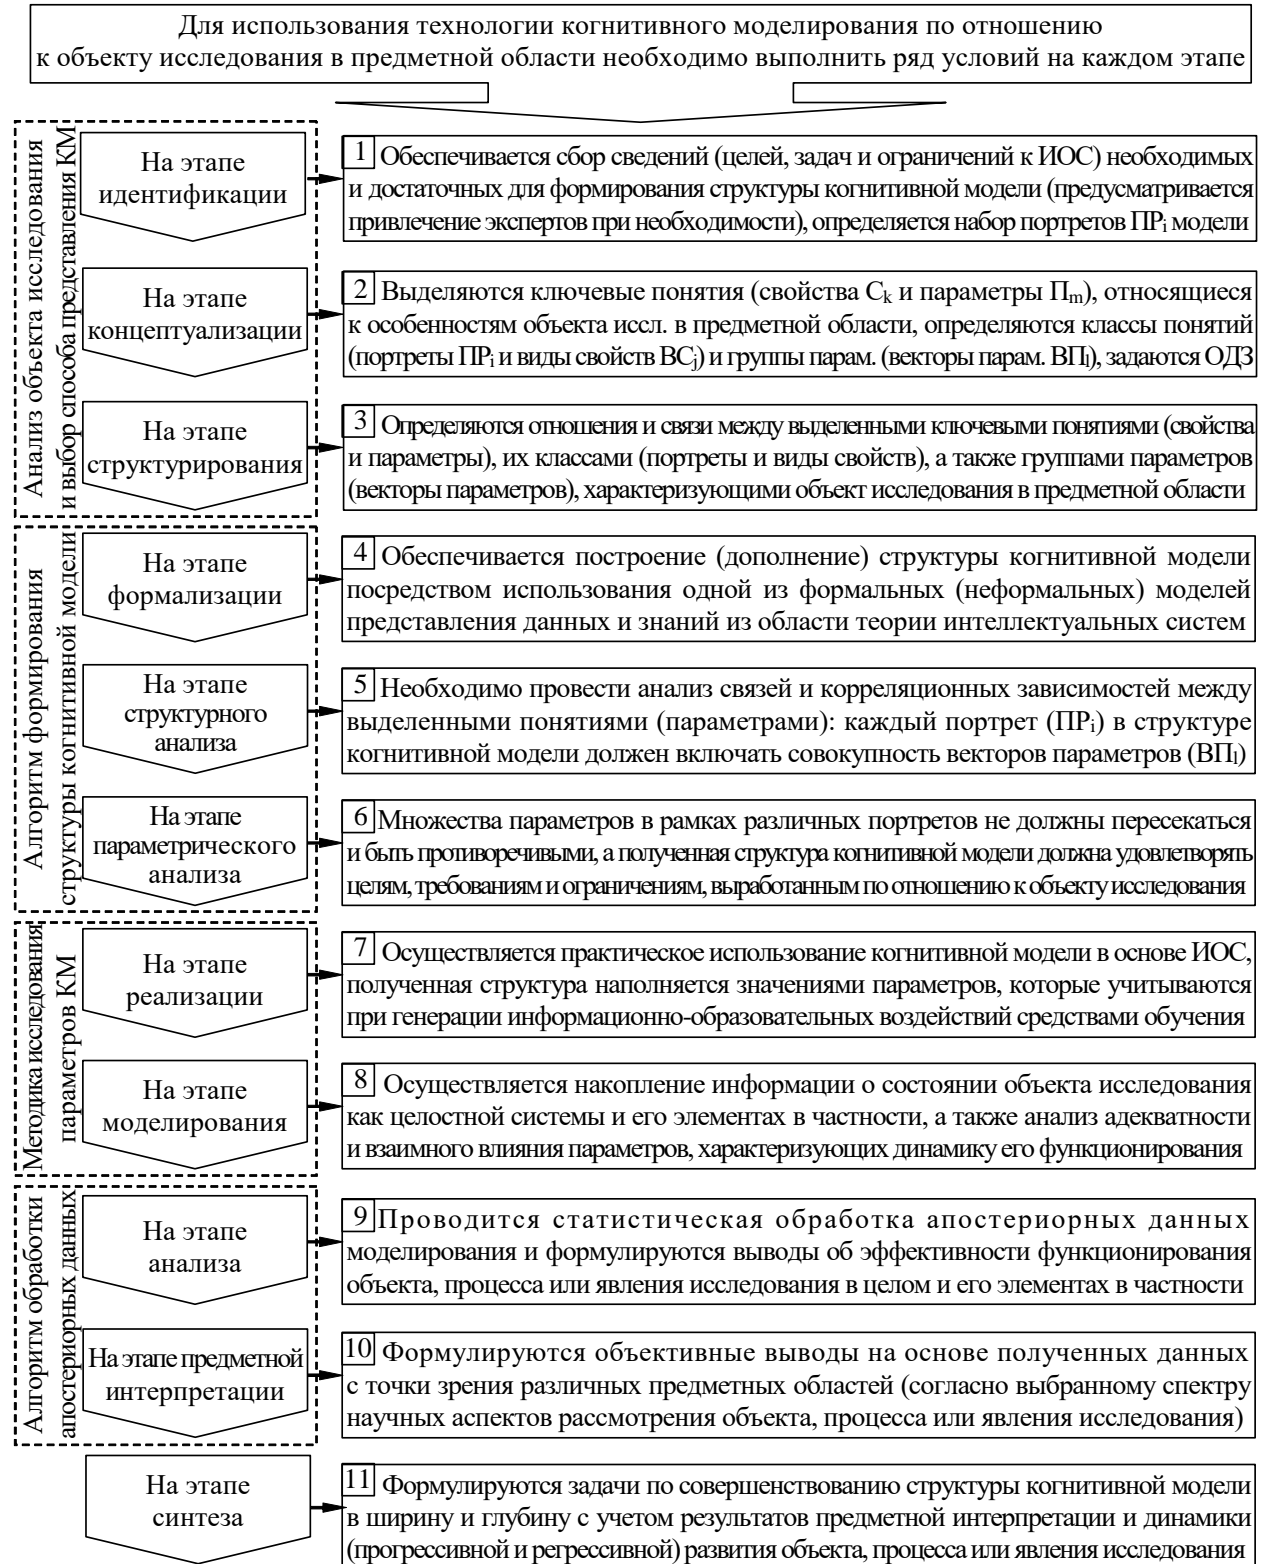 Для использования технологии когнитивного моделирования по отношению
к объекту исследования в предметной области необходимо выполнить ряд условий на каждом этапе
Анализ объекта исследования
и выбор способа представления КМ
На этапе
идентификации
1 Обеспечивается сбор сведений (целей, задач и ограничений к ИОС) необходимых
и достаточных для формирования структуры когнитивной модели (предусматривается
привлечение экспертов при необходимости), определяется набор портретов ПРi модели
На этапе
концептуализации
2 Выделяются ключевые понятия (свойства Сk и параметры Пm), относящиеся
к особенностям объекта иссл. в предметной области, определяются классы понятий
(портреты ПРi и виды свойств ВСj) и группы парам. (векторы парам. ВПl), задаются ОДЗ
На этапе
структурирования
3 Определяются отношения и связи между выделенными ключевыми понятиями (свойства
и параметры), их классами (портреты и виды свойств), а также группами параметров
(векторы параметров), характеризующими объект исследования в предметной области
Алгоритм формирования
структуры когнитивной модели
На этапе
формализации
4 Обеспечивается построение (дополнение) структуры когнитивной модели
посредством использования одной из формальных (неформальных) моделей
представления данных и знаний из области теории интеллектуальных систем
На этапе
структурного
анализа
5 Необходимо провести анализ связей и корреляционных зависимостей между
выделенными понятиями (параметрами): каждый портрет (ПРi) в структуре
когнитивной модели должен включать совокупность векторов параметров (ВПl)
На этапе
параметрического
анализа
6 Множества параметров в рамках различных портретов не должны пересекаться
и быть противоречивыми, а полученная структура когнитивной модели должна удовлетворять
целям, требованиям и ограничениям, выработанным по отношению к объекту исследования
Методика исследования
параметров КМ
На этапе
реализации
7 Осуществляется практическое использование когнитивной модели в основе ИОС,
полученная структура наполняется значениями параметров, которые учитываются
при генерации информационно-образовательных воздействий средствами обучения
На этапе
моделирования
8 Осуществляется накопление информации о состоянии объекта исследования
как целостной системы и его элементах в частности, а также анализ адекватности
и взаимного влияния параметров, характеризующих динамику его функционирования
Алгоритм обработки
апостериорных данных
На этапе
анализа
9 Проводится статистическая обработка апостериорных данных
моделирования и формулируются выводы об эффективности функционирования
объекта, процесса или явления исследования в целом и его элементах в частности
На этапе предметной
интерпретации
10 Формулируются объективные выводы на основе полученных данных
с точки зрения различных предметных областей (согласно выбранному спектру
научных аспектов рассмотрения объекта, процесса или явления исследования)
На этапе
синтеза
11 Формулируются задачи по совершенствованию структуры когнитивной модели
в ширину и глубину с учетом результатов предметной интерпретации и динамики
(прогрессивной и регрессивной) развития объекта, процесса или явления исследования